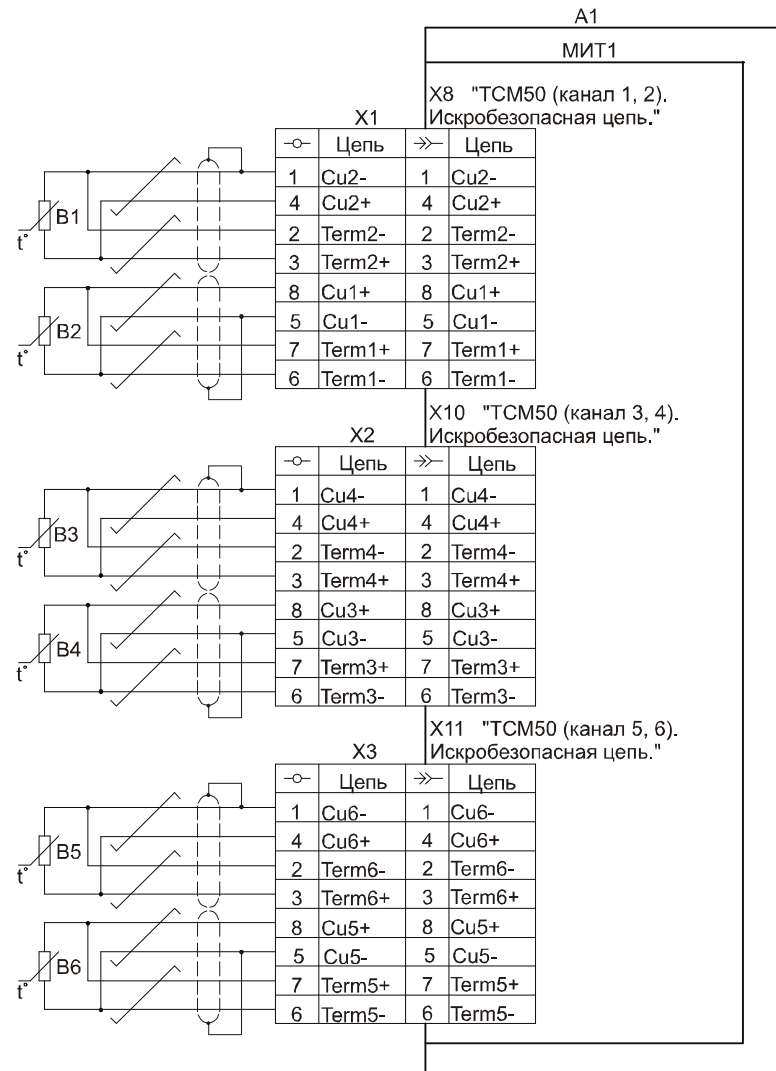 A1
МИТ1
X8 "TCM50 (канал 1, 2).
X1 Искробезопасная цепь."
Цепь Цепь
1 Cu2- 1 Cu2-
4 Cu2+ 4 Cu2+
B1
2 Term2- 2 Term2-
t°
3 Term2+ 3 Term2+
8 Cu1+ 8 Cu1+
5 Cu1- 5 Cu1-
B2
7 Term1+ 7 Term1+
t°
6 Term1- 6 Term1-
X10 "TCM50 (канал 3, 4).
X2 Искробезопасная цепь."
Цепь Цепь
1 Cu4- 1 Cu4-
4 Cu4+ 4 Cu4+
B3
2 Term4- 2 Term4-
t°
3 Term4+ 3 Term4+
8 Cu3+ 8 Cu3+
5 Cu3- 5 Cu3-
B4
7 Term3+ 7 Term3+
t°
6 Term3- 6 Term3-
X11 "TCM50 (канал 5, 6).
X3 Искробезопасная цепь."
Цепь Цепь
1 Cu6- 1 Cu6-
4 Cu6+ 4 Cu6+
B5
2 Term6- 2 Term6-
t°
3 Term6+ 3 Term6+
8 Cu5+ 8 Cu5+
5 Cu5- 5 Cu5-
B6
7 Term5+ 7 Term5+
t°
6 Term5- 6 Term5-